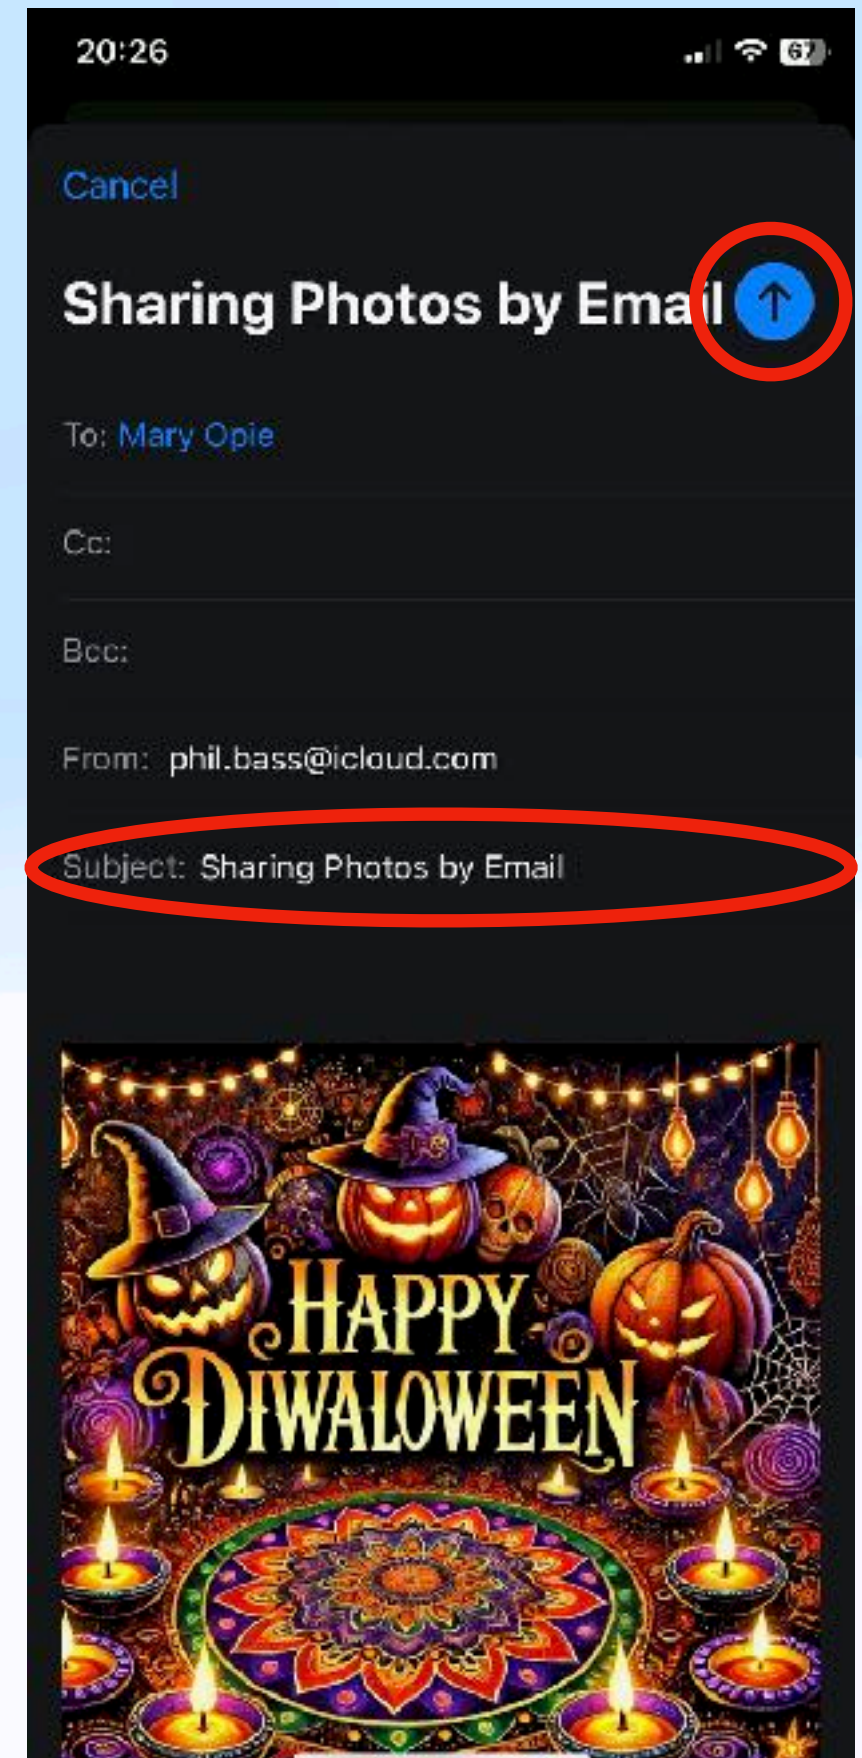 20:26
67
Cancel
Sharing Photos by Email
To: Mary Opie
Cc:
Bcc:
From: phil.bass@icloud.com
Subject: Sharing Photos by Email
HAPPY
DIWALOWEEN